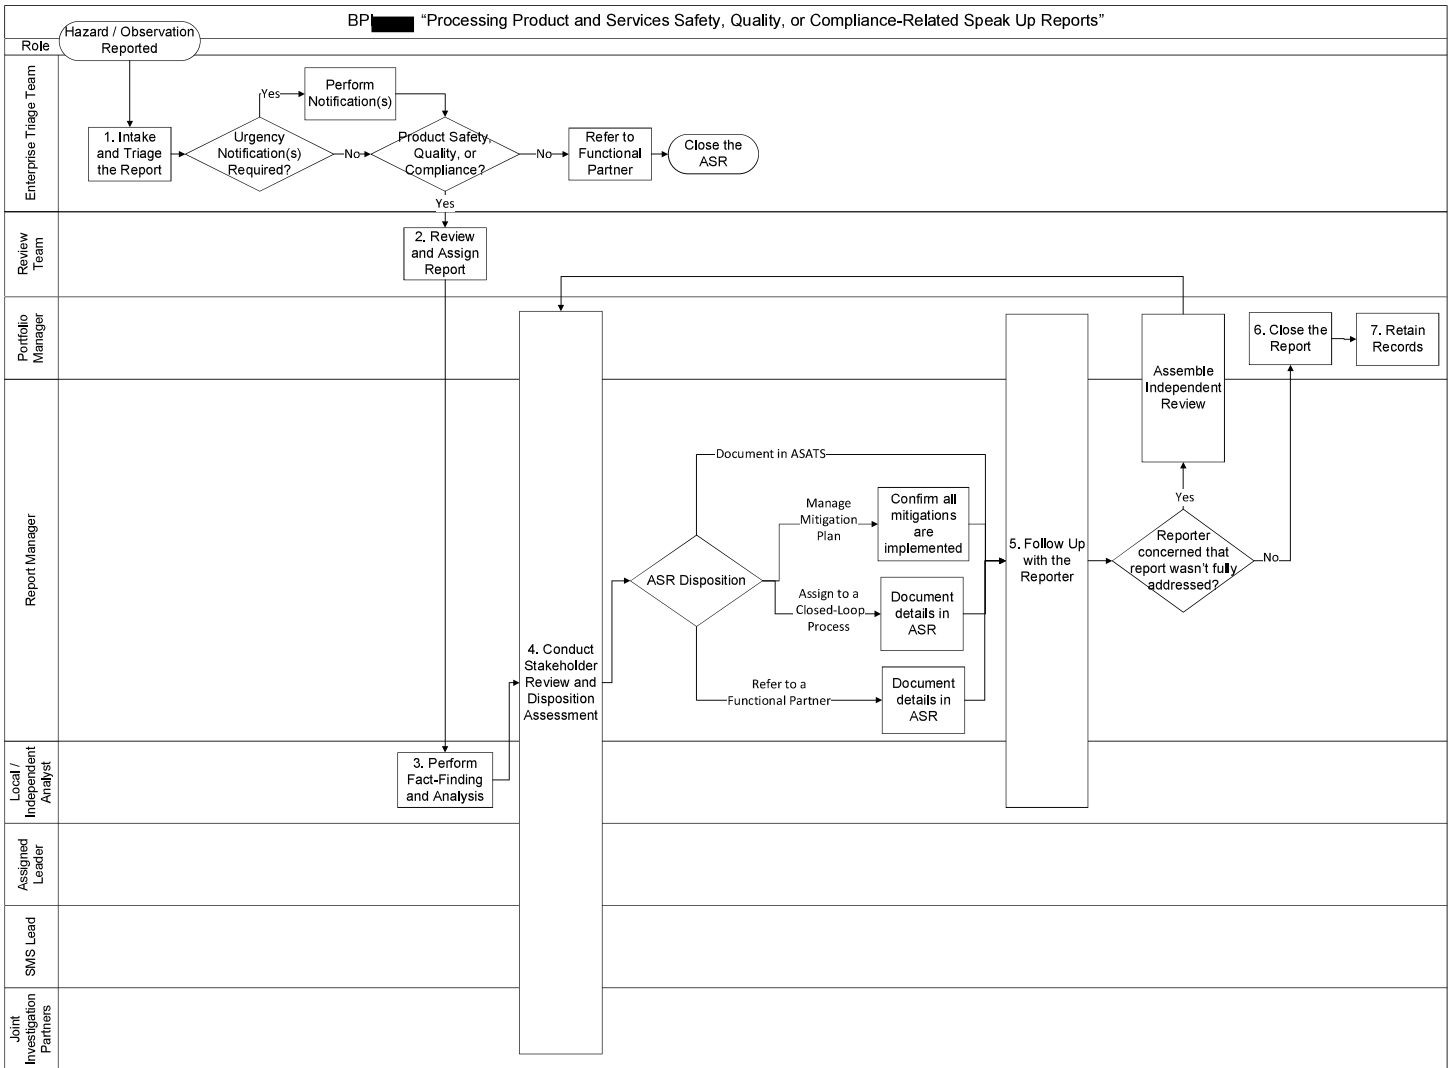 BPI "Processing Product and Services Safety, Quality, or Compliance-Related Speak Up Reports"
Hazard / Observation
Reported
Role
Enterprise Triage Team
1. Intake
and Triage
the Report
Urgency
Notification(s)
Required?
Yes
Perform
Notification(s)
No
Product Safety,
Quality, or
Compliance?
No
Refer to
Functional
Partner
Close the
ASR
Yes
Review
Team
2. Review
and Assign
Report
Portfolio
Manager
6. Close the
Report
7. Retain
Records
Assemble
Independent
Review
Report Manager
Document in ASATS
Manage
Mitigation
Plan
Confirm all
mitigations
are
implemented
ASR Disposition
Assign to a
Closed-Loop
Process
Document
details in
ASR
Refer to a
Functional Partner
Document
details in
ASR
4. Conduct
Stakeholder
Review and
Disposition
Assessment
5. Follow Up
with the
Reporter
Yes
Reporter
concerned that
report wasn't fully
addressed?
No
Local /
Independent
Analyst
3. Perform
Fact-Finding
and Analysis
Assigned
Leader
SMS Lead
Joint
Investigation
Partners